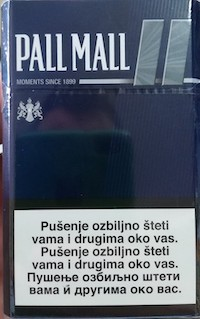 PALL MALL
MOMENTS SINCE 1899
Pušenje ozbiljno šteti
vama i drugima oko vas.
Pušenje ozbiljno šteti
vama i drugima oko vas.
Пушење озбиљно штети
вама й другима око вас.